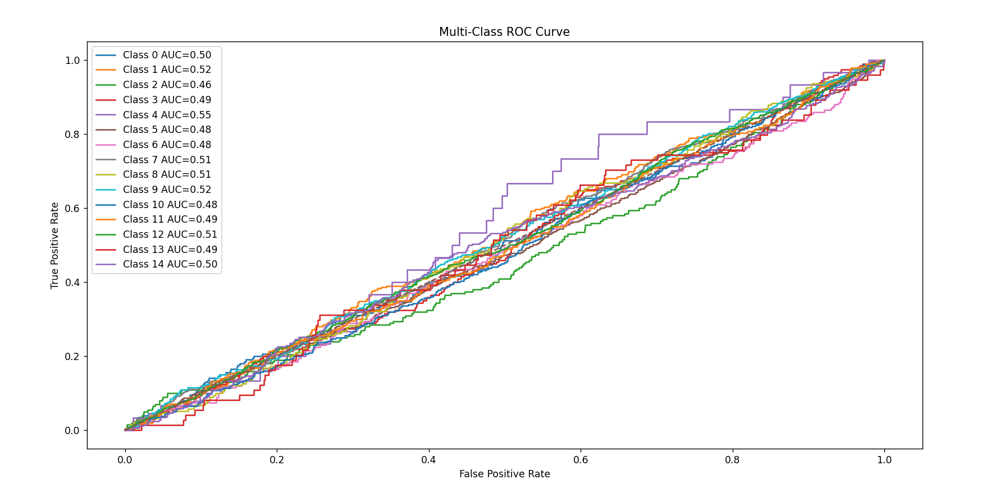 Multi-Class ROC Curve
Class 0 AUC=0.50
Class 1 AUC=0.52
Class 2 AUC=0.46
Class 3 AUC=0.49
Class 4 AUC=0.55
Class 5 AUC=0.48
Class 6 AUC=0.48
Class 7 AUC=0.51
Class 8 AUC=0.51
Class 9 AUC=0.52
Class 10 AUC=0.48
Class 11 AUC=0.49
Class 12 AUC=0.51
Class 13 AUC=0.49
Class 14 AUC=0.50
True Positive Rate
1.0
0.8
0.6
0.4
0.2
0.0
0.0 0.2 0.4 0.6 0.8 1.0
False Positive Rate